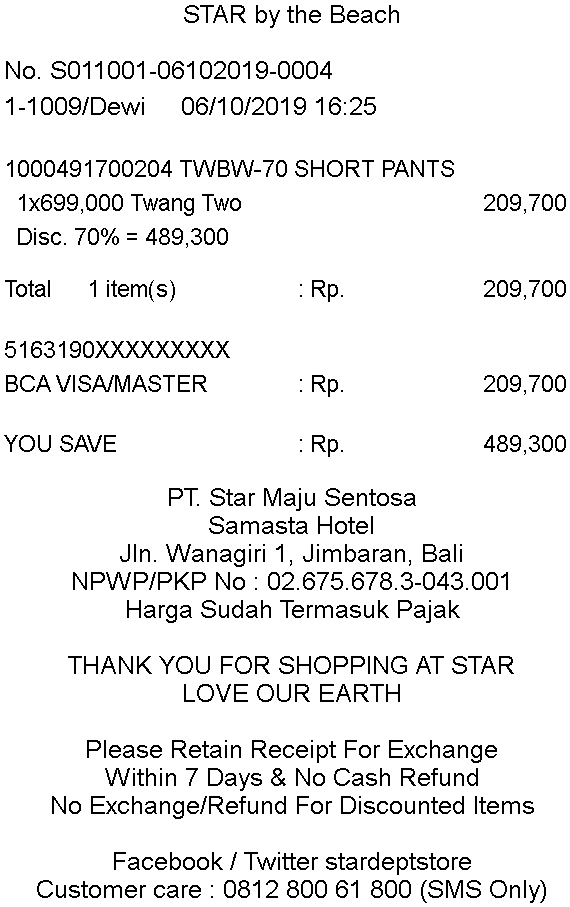 STAR by the Beach
No. S011001-06102019-0004
1-1009/Dewi 06/10/2019 16:25
1000491700204 TWBW-70 SHORT PANTS
1x699,000 Twang Two 209,700
Disc. 70% = 489,300
Total 1 item(s) : Rp. 209,700
5163190XXXXXXXXX
BCA VISA/MASTER : Rp. 209,700
YOU SAVE : Rp. 489,300
PT. Star Maju Sentosa
Samasta Hotel
Jln. Wanagiri 1, Jimbaran, Bali
NPWP/PKP No : 02.675.678.3-043.001
Harga Sudah Termasuk Pajak
THANK YOU FOR SHOPPING AT STAR
LOVE OUR EARTH
Please Retain Receipt For Exchange
Within 7 Days & No Cash Refund
No Exchange/Refund For Discounted Items
Facebook / Twitter stardeptstore
Customer care : 0812 800 61 800 (SMS Only)